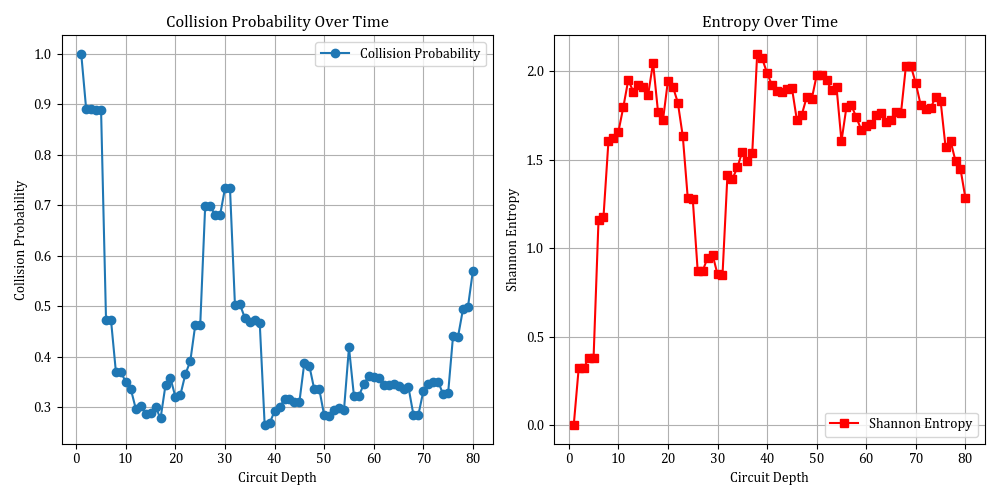 Collision Probability Over Time
Collision Probability
Collision Probability
1.0
0.9
0.8
0.7
0.6
0.5
0.4
0.3
0 10 20 30 40 50 60 70 80
Circuit Depth
Entropy Over Time
Shannon Entropy
Shannon Entropy
2.0
1.5
1.0
0.5
0.0
0 10 20 30 40 50 60 70 80
Circuit Depth